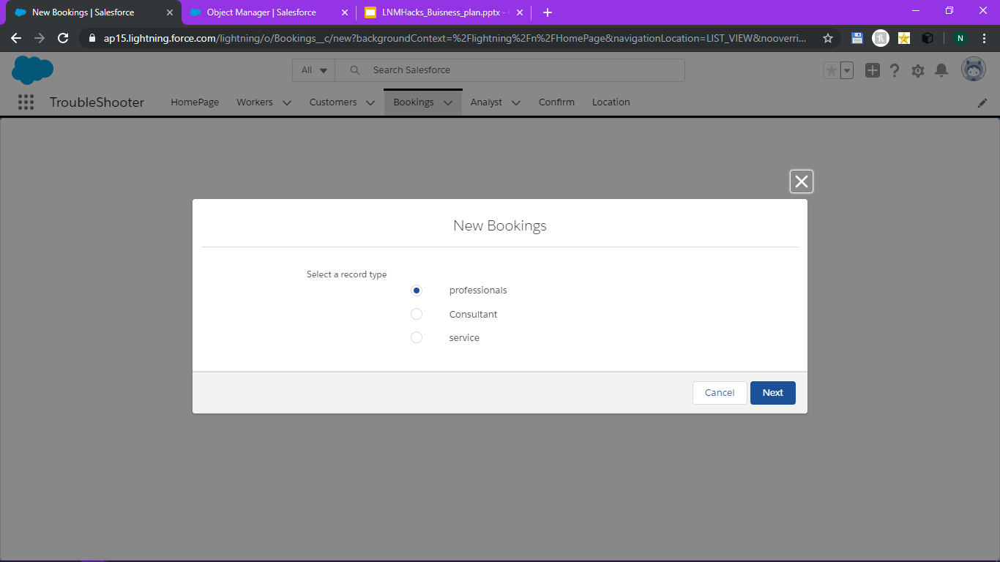 New Bookings | Salesforce
Object Manager | Salesforce
LNMHacks_Buisness_plan.pptx -
ap15.lightning.force.com/lightning/o/Bookings__c/new?backgroundContext=%2Flightning%2Fn%2FHomePage&navigationLocation=LIST_VIEW&nooverri...
N
All
Search Salesforce
TroubleShooter
HomePage
Workers
Customers
Bookings
Analyst
Confirm
Location
New Bookings
Select a record type
professionals
Consultant
service
Cancel
Next